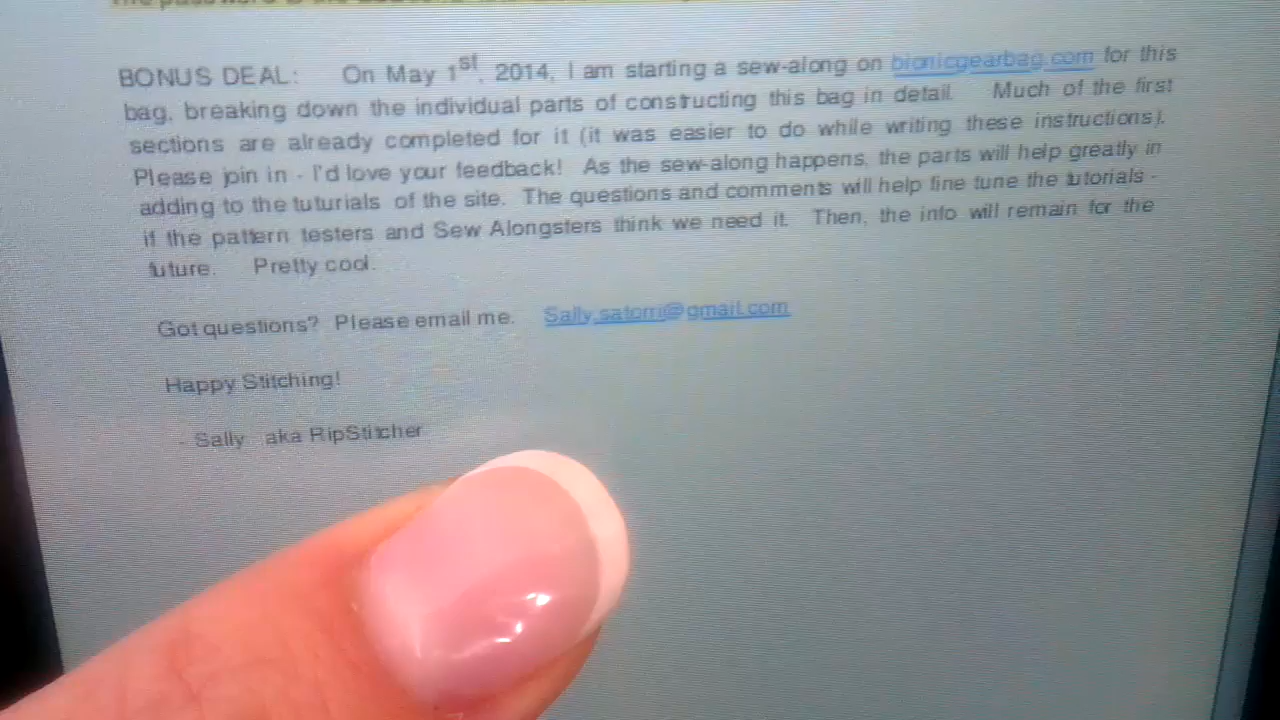 BONUS DEAL: On May 1st, 2014, I am starting a sew-along on bionicgearbag.com for this
bag, breaking down the individual parts of constructing this bag in detail. Much of the first
sections are already completed for it (it was easier to do while writing these instructions).
Please join in - I'd love your feedback! As the sew-along happens, the parts will help greatly in
adding to the tuturials of the site. The questions and comments will help fine tune the tutorials -
if the pattern testers and Sew Alongsters think we need it. Then, the info will remain for the
future. Pretty cool.
Got questions? Please email me.
Happy Stitching!
- Sally aka RipStitcher